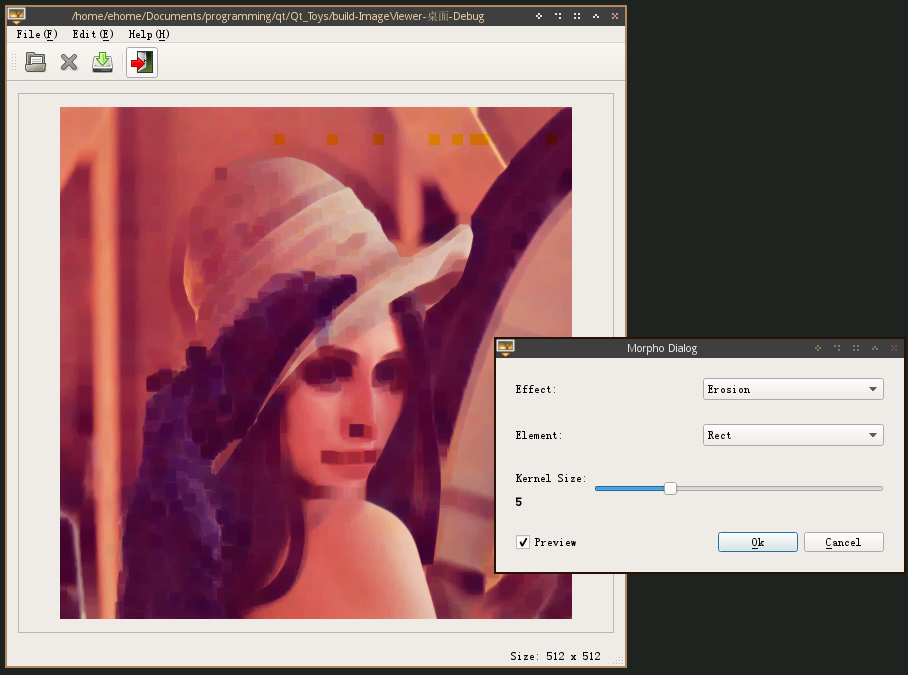 /home/ehome/Documents/programming/qt/Qt_Toys/build-ImageViewer-桌面-Debug
File(F) Edit(E) Help(H)
Morpho Dialog
Effect: Erosion
Element: Rect
Kernel Size:
5
Preview Ok Cancel
Size: 512 x 512